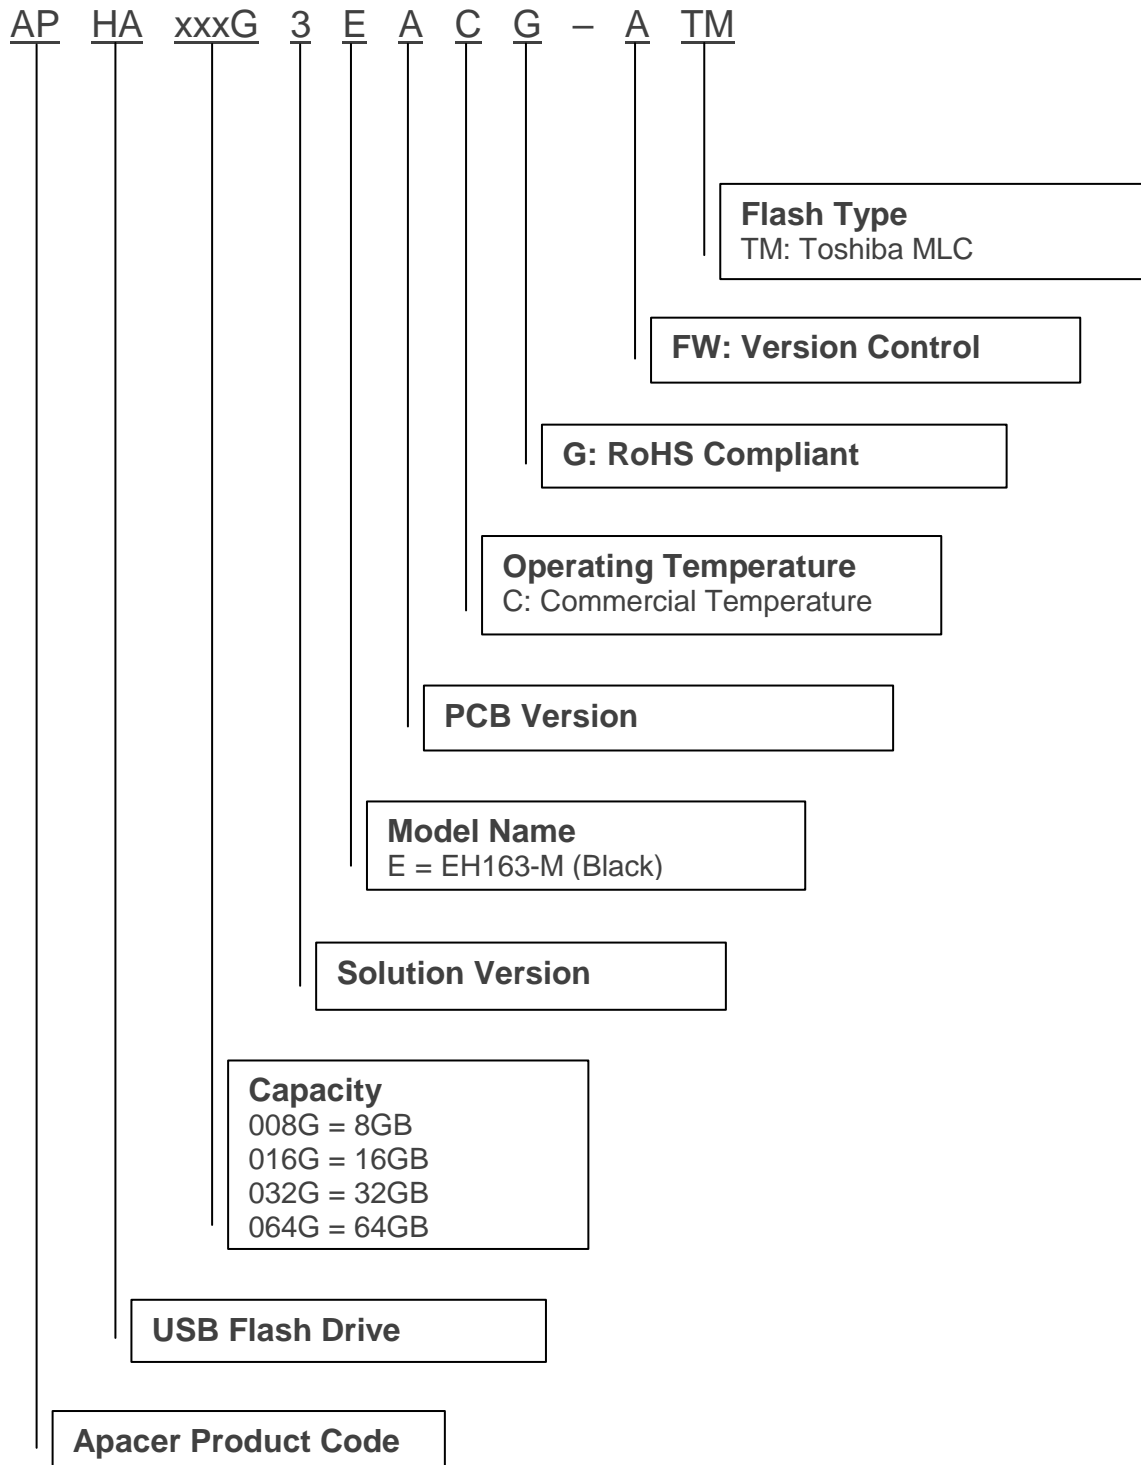 AP HA xxxG 3 E A C G – A TM
Flash Type
TM: Toshiba MLC
FW: Version Control
G: RoHS Compliant
Operating Temperature
C: Commercial Temperature
PCB Version
Model Name
E = EH163-M (Black)
Solution Version
Capacity
008G = 8GB
016G = 16GB
032G = 32GB
064G = 64GB
USB Flash Drive
Apacer Product Code